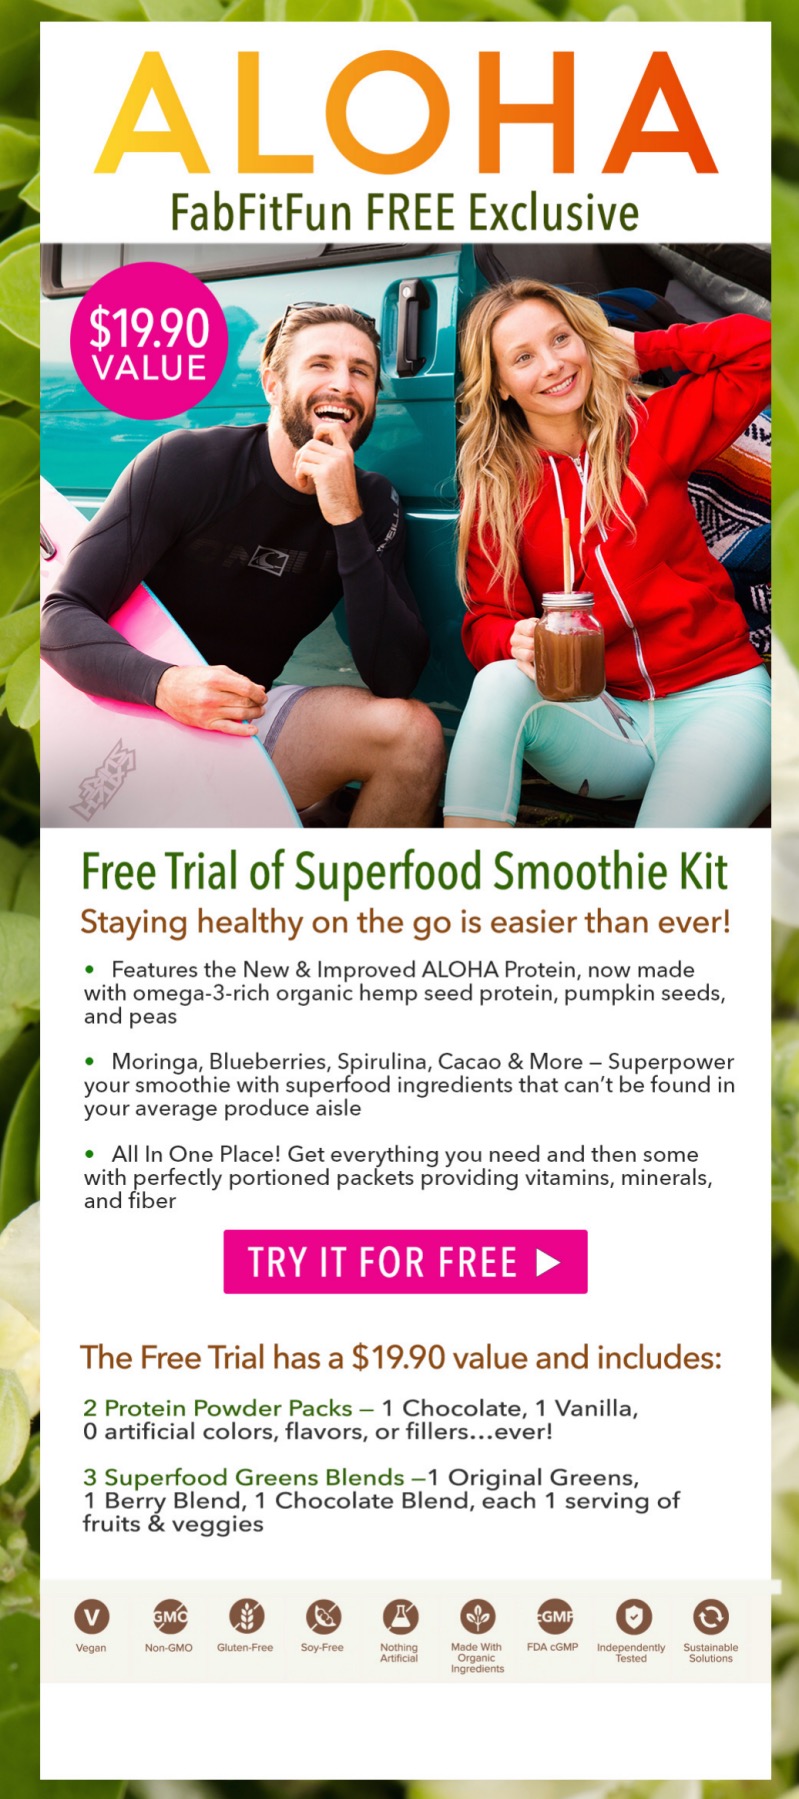 ALOHA
FabFitFun FREE Exclusive
$19.90
VALUE
O'NEILL
Free Trial of Superfood Smoothie Kit
Staying healthy on the go is easier than ever!
• Features the New & Improved ALOHA Protein, now made
with omega-3-rich organic hemp seed protein, pumpkin seeds,
and peas
• Moringa, Blueberries, Spirulina, Cacao & More – Superpower
your smoothie with superfood ingredients that can't be found in
your average produce aisle
• All In One Place! Get everything you need and then some
with perfectly portioned packets providing vitamins, minerals,
and fiber
TRY IT FOR FREE
The Free Trial has a $19.90 value and includes:
2 Protein Powder Packs – 1 Chocolate, 1 Vanilla,
0 artificial colors, flavors, or fillers...ever!
3 Superfood Greens Blends –1 Original Greens,
1 Berry Blend, 1 Chocolate Blend, each 1 serving of
fruits & veggies
V GMO cGMP
Vegan Non-GMO Gluten-Free Soy-Free Nothing Made With FDA cGMP Independently Sustainable
Artificial Organic Tested Solutions
Ingredients